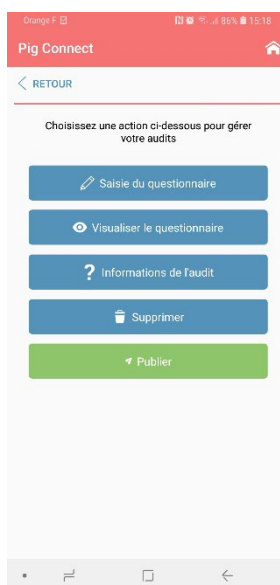 Orange F 86% 15:18
Pig Connect
RETOUR
Choisissez une action ci-dessous pour gérer
votre audits
Saisie du questionnaire
Visualiser le questionnaire
? Informations de l'audit
Supprimer
Publier